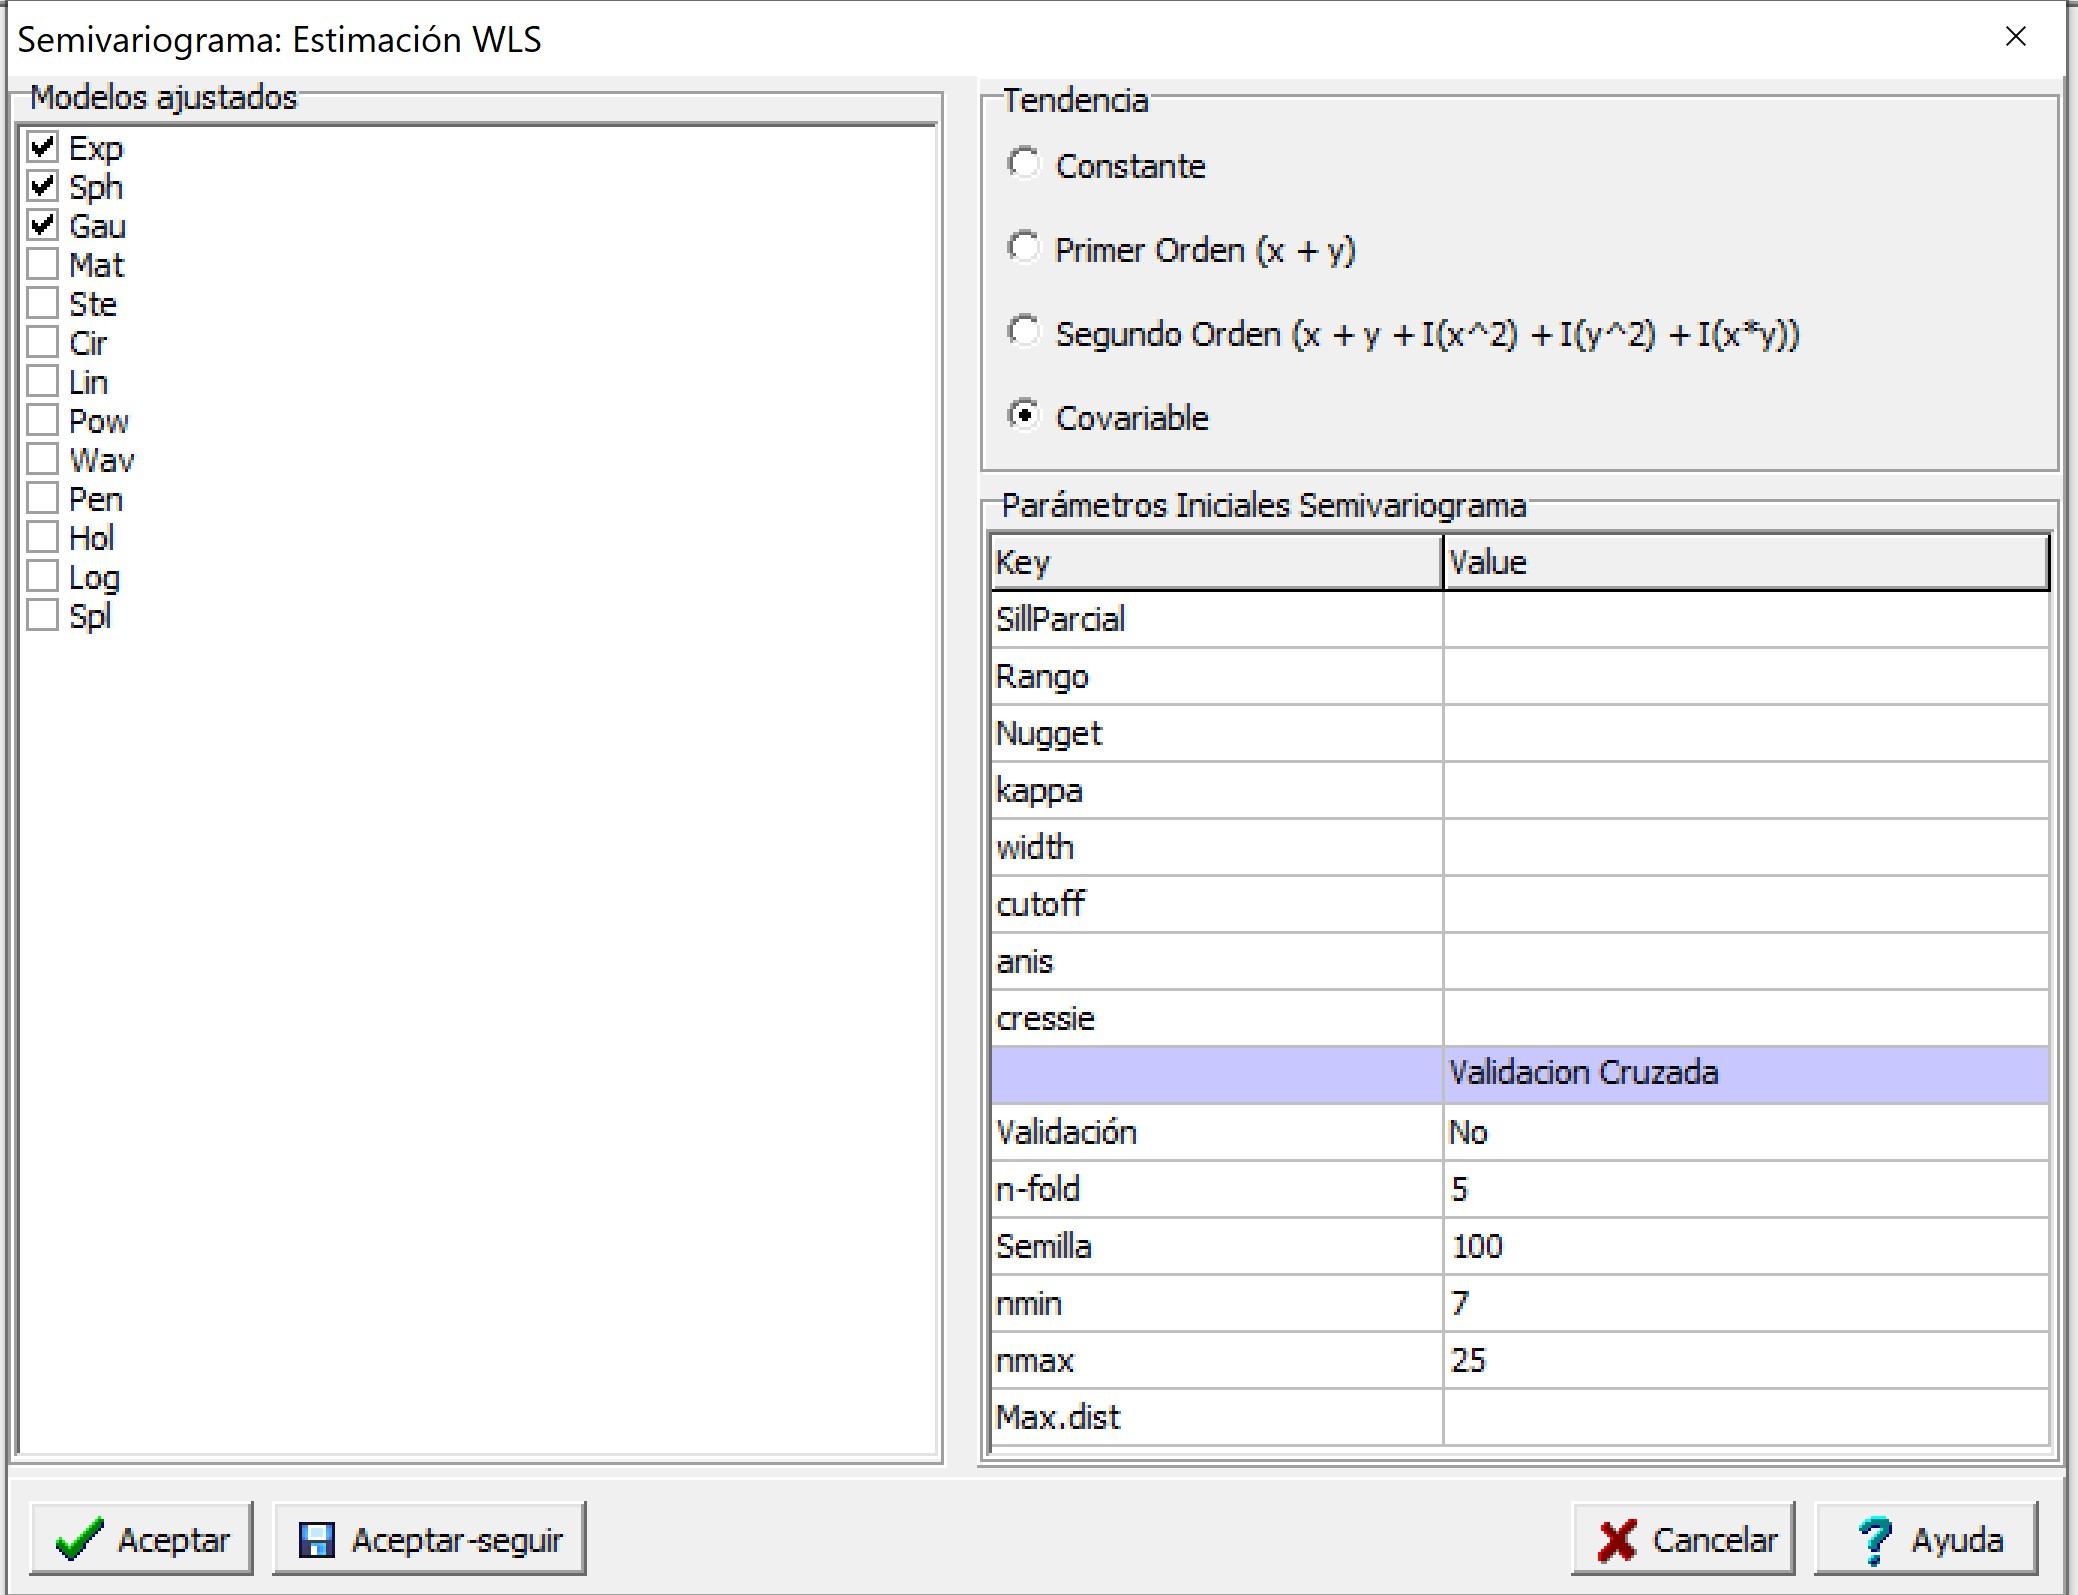 Semivariograma: Estimación WLS
Modelos ajustados
Exp
Sph
Gau
Mat
Ste
Cir
Lin
Pow
Wav
Pen
Hol
Log
Spl
Tendencia
Constante
Primer Orden (x + y)
Segundo Orden (x + y + I(x^2) + I(y^2) + I(x*y))
Covariable
Parámetros Iniciales Semivariograma
Key Value
SillParcial
Rango
Nugget
kappa
width
cutoff
anis
cressie
Validacion Cruzada
Validación No
n-fold 5
Semilla 100
nmin 7
nmax 25
Max.dist
Aceptar Aceptar-seguir Cancelar Ayuda